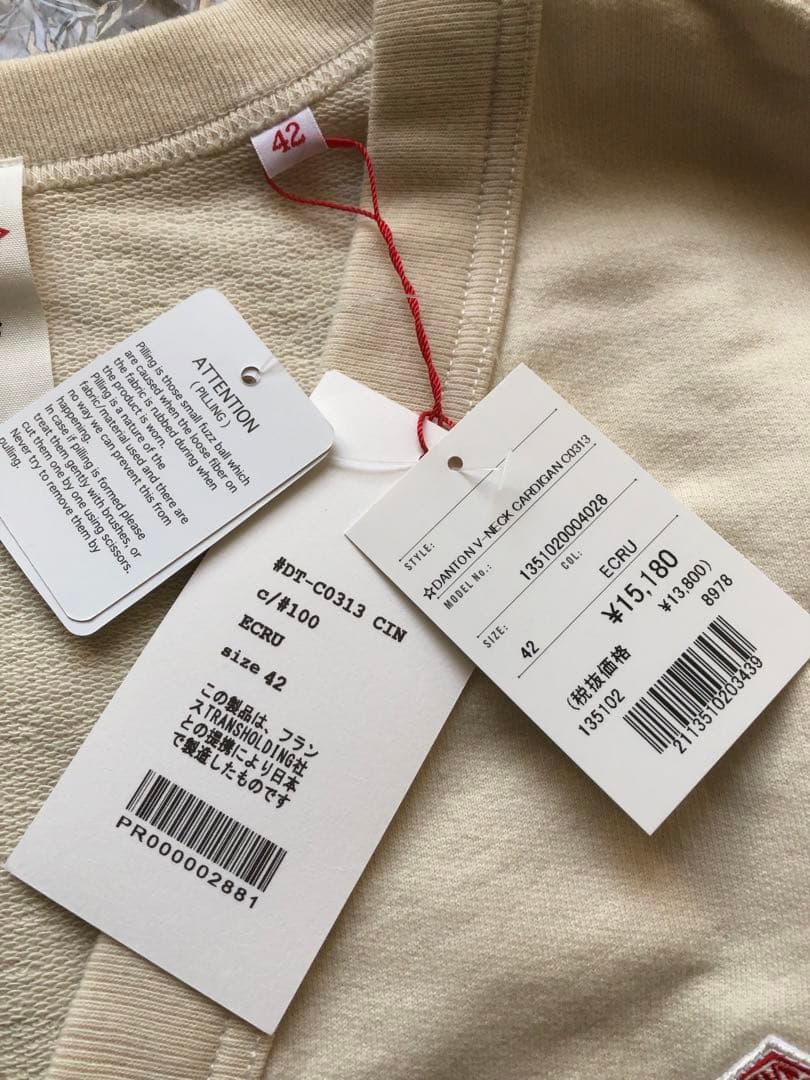 42
ATTENTION
( PILLING )
Pilling is those small fuzz ball which
are caused when the loose fiber on
the fabric is rubbed during when
the product is worn.
Pilling is a nature of the
fabric/material used and there are
no way we can prevent this from
happening.
In case if pilling is formed please
treat them gently with brushes, or
cut them one by one using scissors.
Never try to remove them by
pulling.
#DT-C0313 CIN
c/#100
ECRU
size 42
この製品は、フラン
スTRANSHOLDING社
との提携により日本
で製造したものです
PR000002881
STYLE:
☆DANTON V-NECK CARDIGAN C0313
MODEL No.:
1351020004028
COL:
ECRU
SIZE:
42
¥15,180
(税抜価格 ¥13,800)
135102 8978
2113510203439